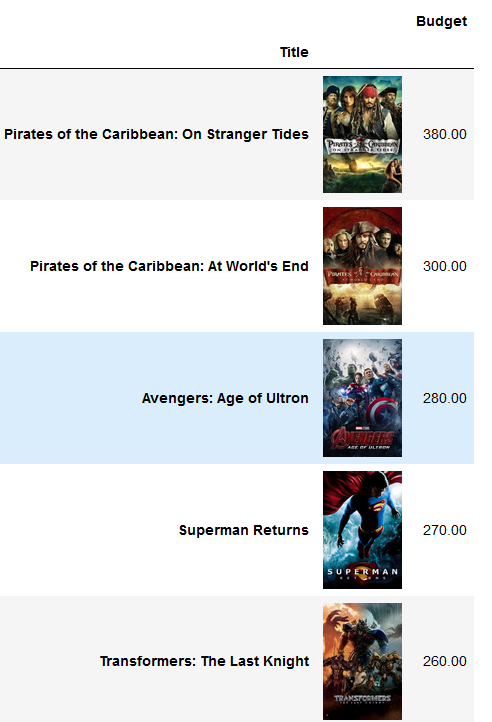 Budget
Title
Pirates of the Caribbean: On Stranger Tides
PIRATES of the CARIBBEAN
ON STRANGER TIDES
380.00
Pirates of the Caribbean: At World's End
PIRATES of the CARIBBEAN
AT WORLD'S END
300.00
Avengers: Age of Ultron
AVENGERS
AGE OF ULTRON
280.00
Superman Returns
SUPERMAN
RETURNS
270.00
Transformers: The Last Knight
TRANSFORMERS
THE LAST KNIGHT
260.00